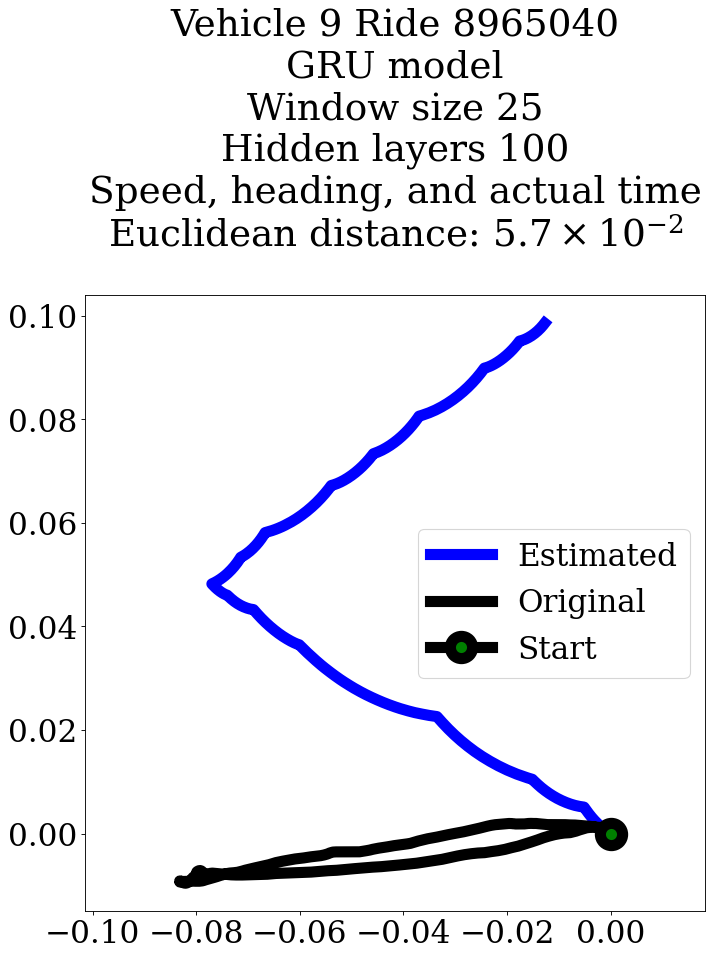 Vehicle 9 Ride 8965040
GRU model
Window size 25
Hidden layers 100
Speed, heading, and actual time
Euclidean distance: 5.7 × 10⁻²
0.10
0.08
0.06
0.04
0.02
0.00
Estimated
Original
Start
−0.10 −0.08 −0.06 −0.04 −0.02 0.00